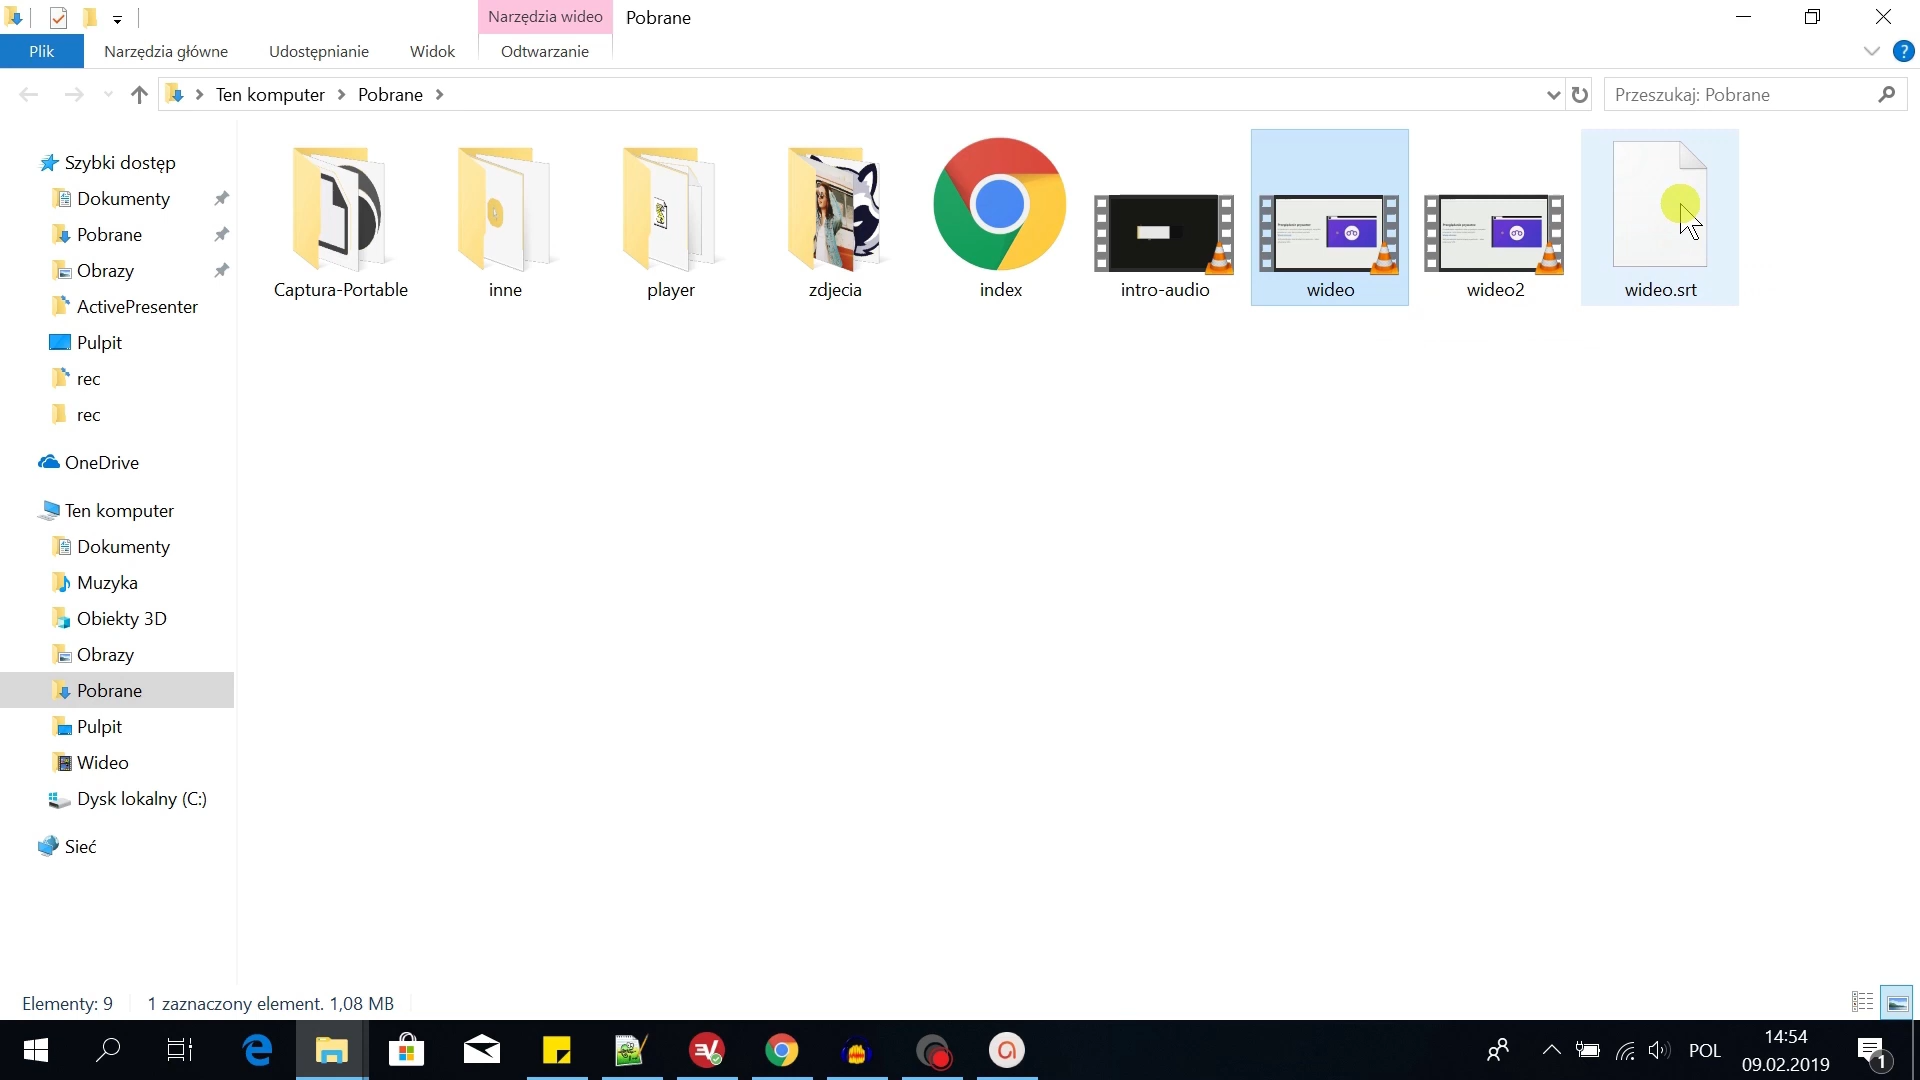 Narzędzia wideo
Pobrane
Plik
Narzędzia główne
Udostępnianie
Widok
Odtwarzanie
Ten komputer
Pobrane
Przeszukaj: Pobrane
Szybki dostęp
Dokumenty
Pobrane
Obrazy
ActivePresenter
Pulpit
rec
rec
OneDrive
Ten komputer
Dokumenty
Muzyka
Obiekty 3D
Obrazy
Pobrane
Pulpit
Wideo
Dysk lokalny (C:)
Sieć
Captura-Portable
inne
player
zdjecia
index
intro-audio
wideo
wideo2
wideo.srt
Elementy: 9
1 zaznaczony element. 1,08 MB
POL
14:54
09.02.2019
1